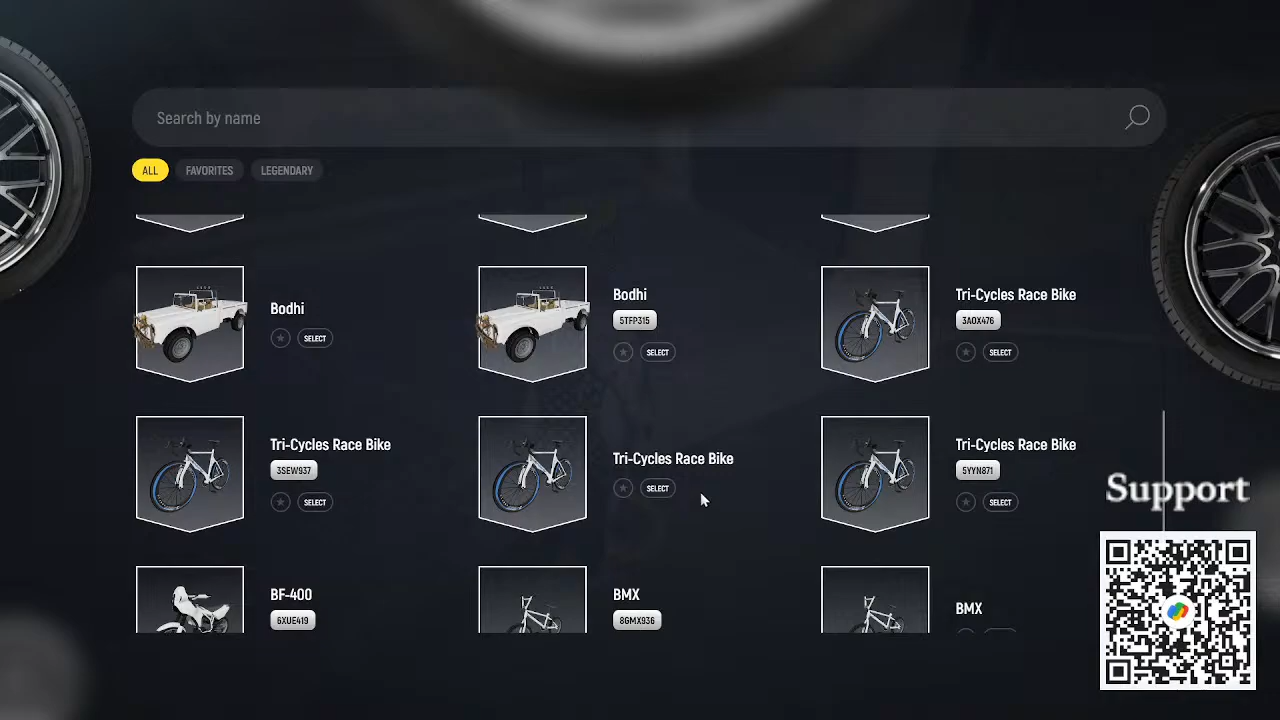 Search by name
ALL
FAVORITES
LEGENDARY
Bodhi
SELECT
Bodhi
5TFP315
SELECT
Tri-Cycles Race Bike
3AOX476
SELECT
Tri-Cycles Race Bike
3SEW937
SELECT
Tri-Cycles Race Bike
SELECT
Tri-Cycles Race Bike
5YYN871
SELECT
Support
BF-400
6XUE419
BMX
8GMX936
BMX